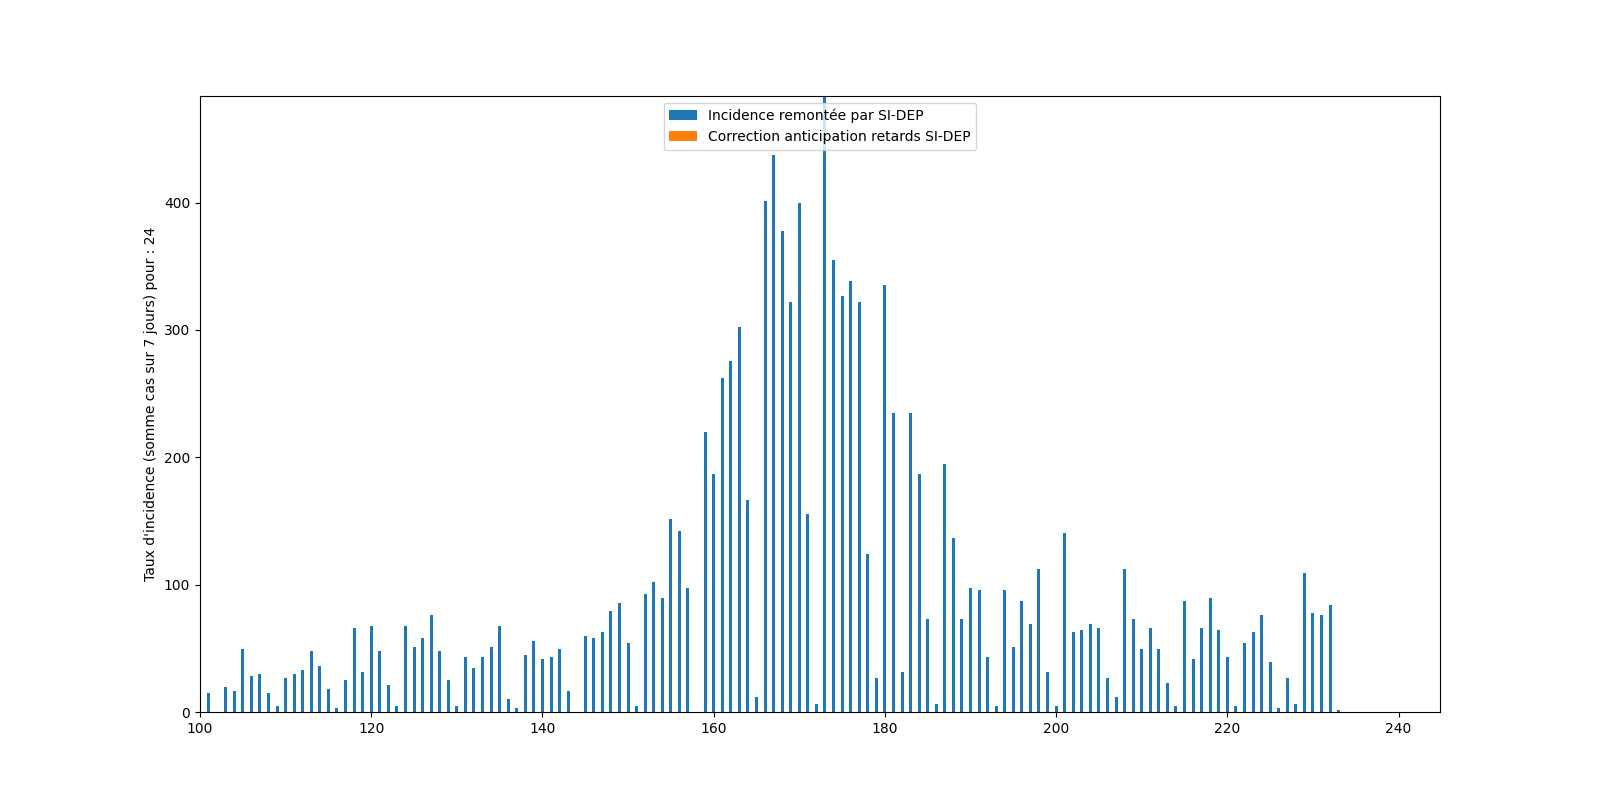 Incidence remontée par SI-DEP
Correction anticipation retards SI-DEP
Taux d'incidence (somme cas sur 7 jours) pour : 24
400
300
200
100
0
100 120 140 160 180 200 220 240